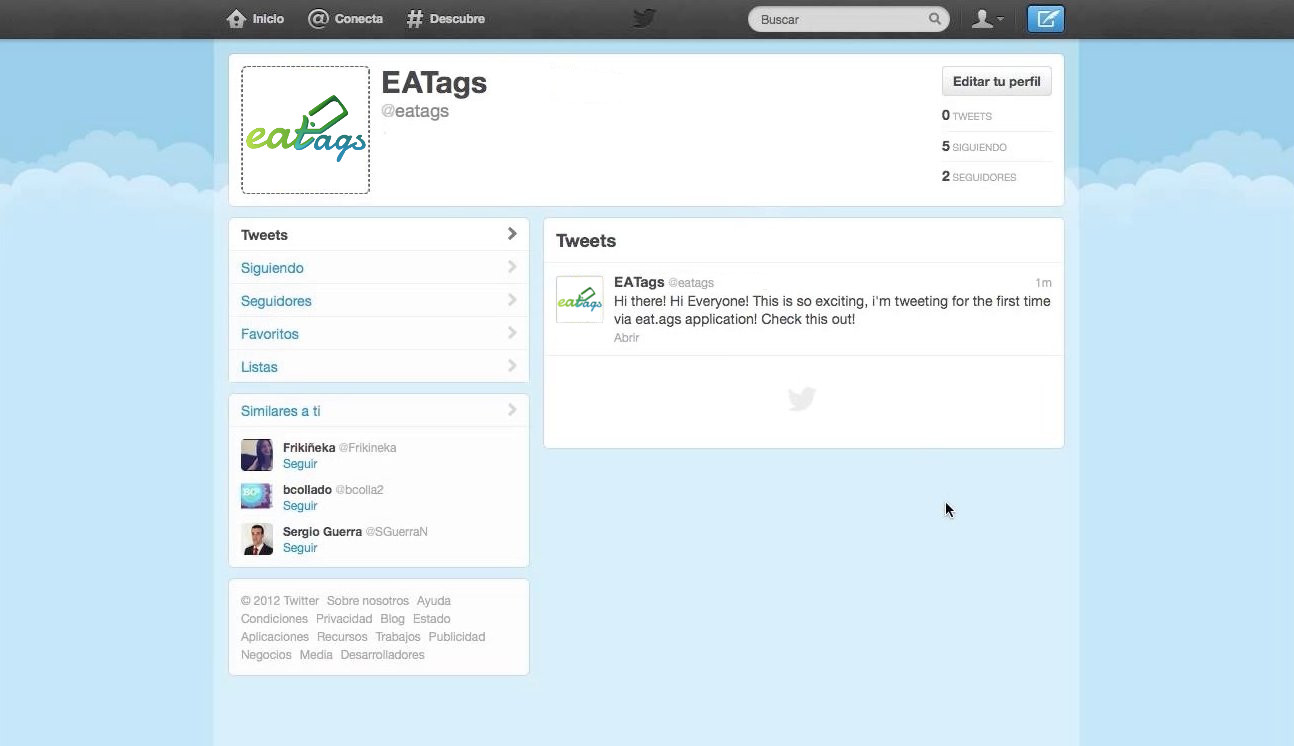 Inicio Conecta Descubre
Buscar
eatags
EATags
@eatags
Editar tu perfil
0 TWEETS
5 SIGUIENDO
2 SEGUIDORES
Tweets
Siguiendo
Seguidores
Favoritos
Listas
Similares a ti
Frikiñeka @Frikineka
Seguir
bcollado @bcolla2
Seguir
Sergio Guerra @SGuerraN
Seguir
© 2012 Twitter Sobre nosotros Ayuda
Condiciones Privacidad Blog Estado
Aplicaciones Recursos Trabajos Publicidad
Negocios Media Desarrolladores
Tweets
eatags
EATags @eatags 1m
Hi there! Hi Everyone! This is so exciting, i'm tweeting for the first time
via eat.ags application! Check this out!
Abrir